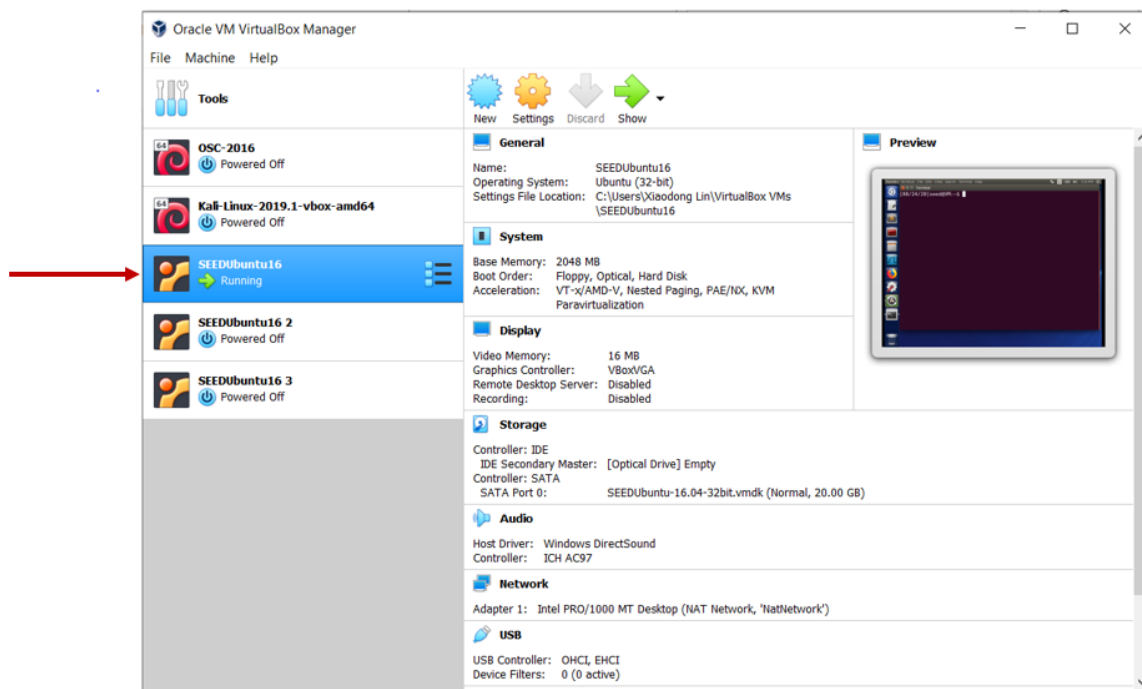 Oracle VM VirtualBox Manager
File Machine Help
Tools
New Settings Discard Show
64
OSC-2016
Powered Off
64
Kali-Linux-2019.1-vbox-amd64
Powered Off
SEEDUbuntu16
Running
SEEDUbuntu16 2
Powered Off
SEEDUbuntu16 3
Powered Off
General
Name: SEEDUbuntu16
Operating System: Ubuntu (32-bit)
Settings File Location: C:\Users\Xiaodong Lin\VirtualBox VMs
\SEEDUbuntu16
System
Base Memory: 2048 MB
Boot Order: Floppy, Optical, Hard Disk
Acceleration: VT-x/AMD-V, Nested Paging, PAE/NX, KVM
Paravirtualization
Display
Video Memory: 16 MB
Graphics Controller: VBoxVGA
Remote Desktop Server: Disabled
Recording: Disabled
Storage
Controller: IDE
IDE Secondary Master: [Optical Drive] Empty
Controller: SATA
SATA Port 0: SEEDUbuntu-16.04-32bit.vmdk (Normal, 20.00 GB)
Audio
Host Driver: Windows DirectSound
Controller: ICH AC97
Network
Adapter 1: Intel PRO/1000 MT Desktop (NAT Network, 'NatNetwork')
USB
USB Controller: OHCI, EHCI
Device Filters: 0 (0 active)
Preview